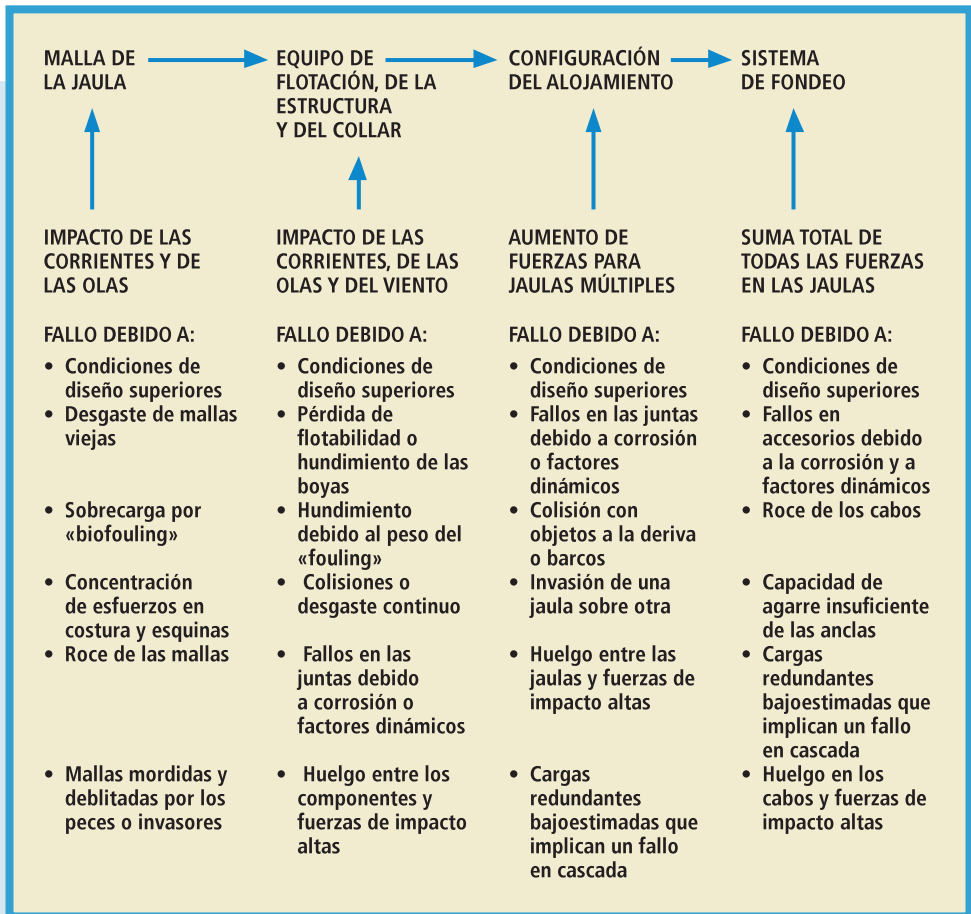 MALLA DE
LA JAULA
EQUIPO DE
FLOTACIÓN, DE LA
ESTRUCTURA
Y DEL COLLAR
CONFIGURACIÓN
DEL ALOJAMIENTO
SISTEMA
DE FONDEO
IMPACTO DE LAS
CORRIENTES Y DE
LAS OLAS
FALLO DEBIDO A:
• Condiciones de
diseño superiores
• Desgaste de mallas
viejas
• Sobrecarga por
«biofouling»
• Concentración
de esfuerzos en
costura y esquinas
• Roce de las mallas
• Mallas mordidas y
deblitadas por los
peces o invasores
IMPACTO DE LAS
CORRIENTES, DE LAS
OLAS Y DEL VIENTO
FALLO DEBIDO A:
• Condiciones de
diseño superiores
• Pérdida de
flotabilidad o
hundimiento de las
boyas
• Hundimiento
debido al peso del
«fouling»
• Colisiones o
desgaste continuo
• Fallos en las
juntas debido
a corrosión o
factores dinámicos
• Huelgo entre los
componentes y
fuerzas de impacto
altas
AUMENTO DE
FUERZAS PARA
JAULAS MÚLTIPLES
FALLO DEBIDO A:
• Condiciones de
diseño superiores
• Fallos en las juntas
debido a corrosión
o factores
dinámicos
• Colisión con
objetos a la deriva
o barcos
• Invasión de una
jaula sobre otra
• Huelgo entre las
jaulas y fuerzas de
impacto altas
• Cargas
redundantes
bajoestimadas que
implican un fallo
en cascada
SUMA TOTAL DE
TODAS LAS FUERZAS
EN LAS JAULAS
FALLO DEBIDO A:
• Condiciones de
diseño superiores
• Fallos en
accesorios debido
a la corrosión y a
factores dinámicos
• Roce de los cabos
• Capacidad de
agarre insuficiente
de las anclas
• Cargas
redundantes
bajoestimadas que
implican un fallo
en cascada
• Huelgo en los
cabos y fuerzas de
impacto altas